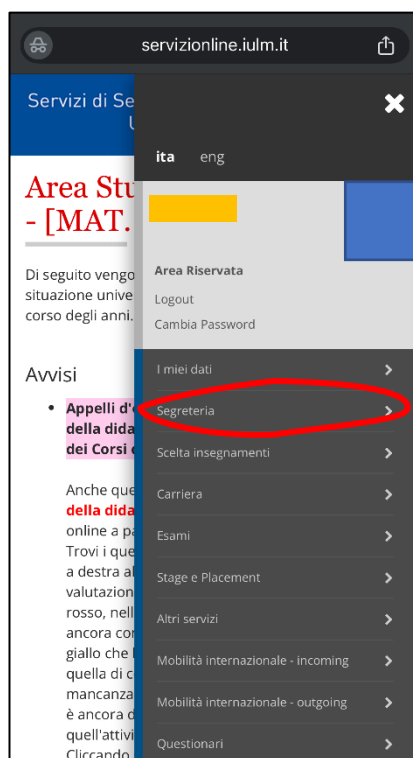 servizionline.iulm.it
Servizi di Se
U
ita eng
Area Stu
- [MAT.
Di seguito vengo
situazione unive
corso degli anni.
Avvisi
Appelli d'
della dida
dei Corsi
Anche que
della dida
online a pa
Trovi i que
a destra al
valutazion
rosso, nell
ancora cor
giallo che
quella di c
mancanza
è ancora d
quell'attivi
Cliccando
Area Riservata
Logout
Cambia Password
I miei dati
Segreteria
Scelta insegnamenti
Carriera
Esami
Stage e Placement
Altri servizi
Mobilità internazionale - incoming
Mobilità internazionale - outgoing
Questionari